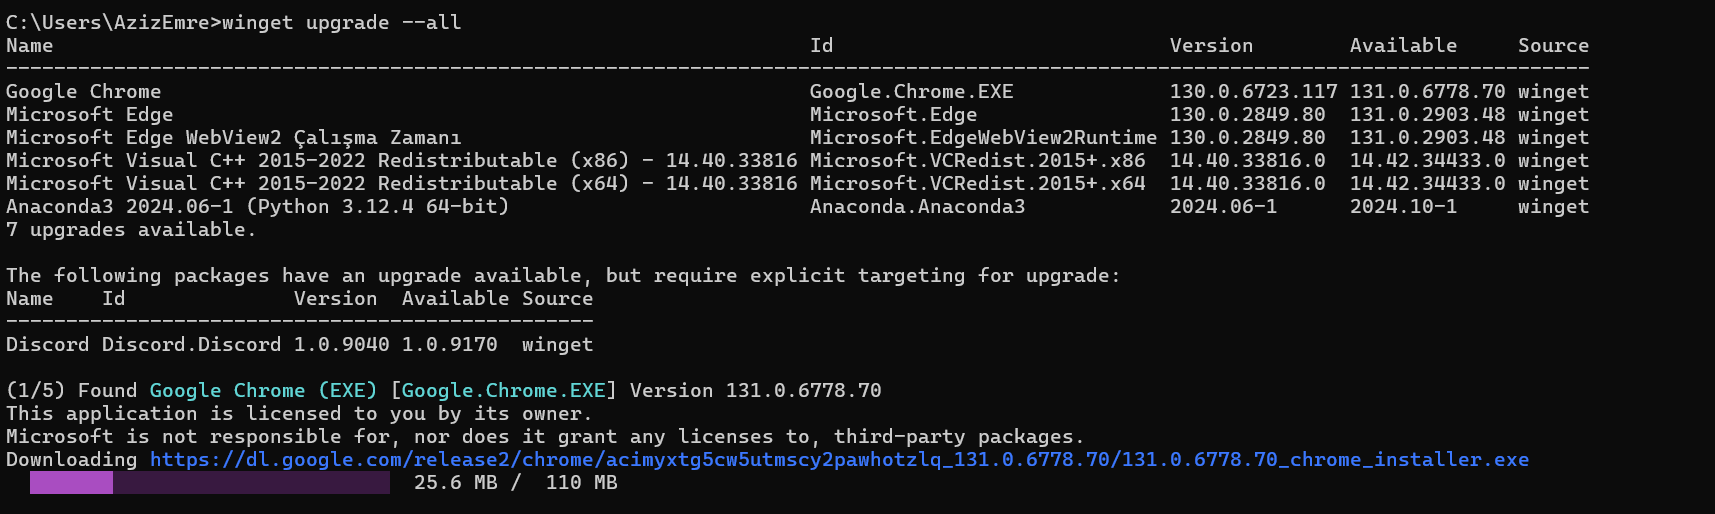 C:\Users\AzizEmre>winget upgrade --all
Name Id Version Available Source
------------------------------------------------------------------------------------------------------------------------------------
Google Chrome Google.Chrome.EXE 130.0.6723.117 131.0.6778.70 winget
Microsoft Edge Microsoft.Edge 130.0.2849.80 131.0.2903.48 winget
Microsoft Edge WebView2 Çalışma Zamanı Microsoft.EdgeWebView2Runtime 130.0.2849.80 131.0.2903.48 winget
Microsoft Visual C++ 2015-2022 Redistributable (x86) - 14.40.33816 Microsoft.VCRedist.2015+.x86 14.40.33816.0 14.42.34433.0 winget
Microsoft Visual C++ 2015-2022 Redistributable (x64) - 14.40.33816 Microsoft.VCRedist.2015+.x64 14.40.33816.0 14.42.34433.0 winget
Anaconda3 2024.06-1 (Python 3.12.4 64-bit) Anaconda.Anaconda3 2024.06-1 2024.10-1 winget
7 upgrades available.

The following packages have an upgrade available, but require explicit targeting for upgrade:
Name Id Version Available Source
-------------------------------------------------
Discord Discord.Discord 1.0.9040 1.0.9170 winget

(1/5) Found Google Chrome (EXE) [Google.Chrome.EXE] Version 131.0.6778.70
This application is licensed to you by its owner.
Microsoft is not responsible for, nor does it grant any licenses to, third-party packages.
Downloading https://dl.google.com/release2/chrome/acimyxtg5cw5utmscy2pawhotzlq_131.0.6778.70/131.0.6778.70_chrome_installer.exe
25.6 MB / 110 MB